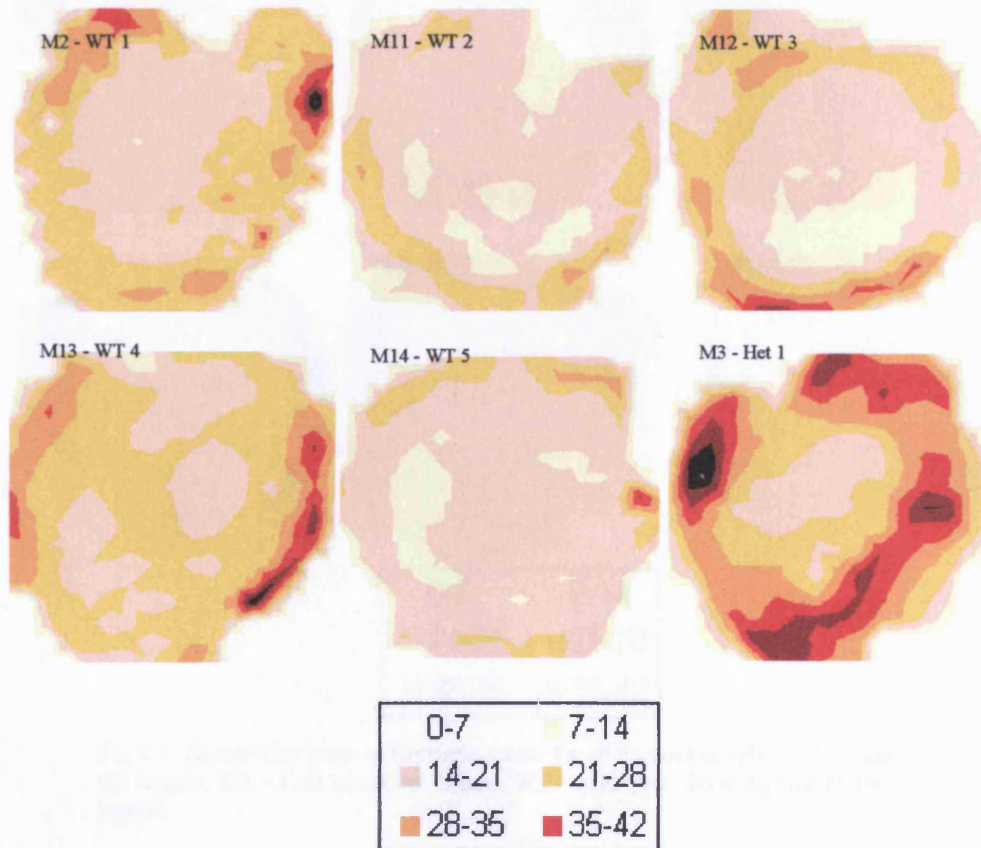 M2 - WT 1
M11 - WT 2
M12 - WT 3
M13 - WT 4
M14 - WT 5
M3 - Het 1
0-7 7-14
14-21 21-28
28-35 35-42